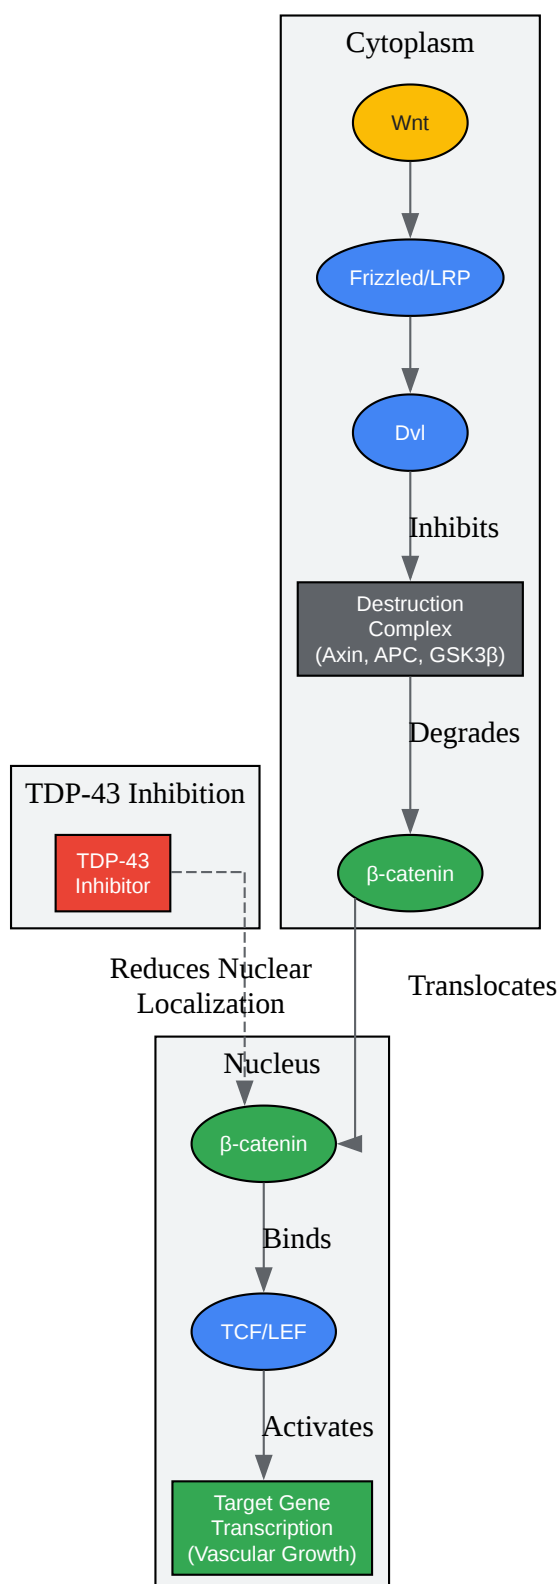 Cytoplasm
Wnt
Frizzled/LRP
Dvl
Inhibits
Destruction
Complex
(Axin, APC, GSK3β)
Degrades
TDP-43 Inhibition
TDP-43
Inhibitor
β-catenin
Reduces Nuclear
Localization
Translocates
Nucleus
β-catenin
Binds
TCF/LEF
Activates
Target Gene
Transcription
(Vascular Growth)